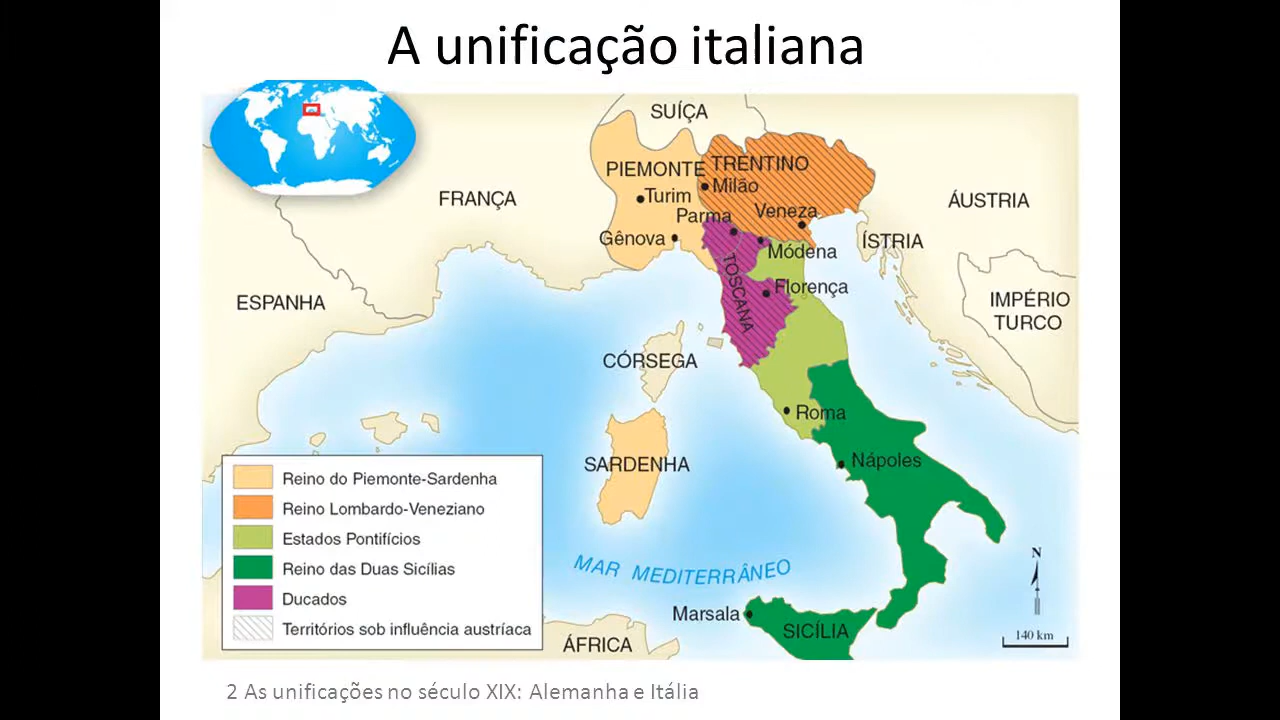 A unificação italiana
SUÍÇA
PIEMONTE
TRENTINO
Milão
Turim
FRANÇA
ÁUSTRIA
Parma
Veneza
Gênova
ÍSTRIA
Módena
TOSCANA
Florença
ESPANHA
IMPÉRIO
TURCO
CÓRSEGA
Roma
SARDENHA
Nápoles
Reino do Piemonte-Sardenha
Reino Lombardo-Veneziano
Estados Pontifícios
Reino das Duas Sicílias
Ducados
Territórios sob influência austríaca
MAR MEDITERRÂNEO
N
Marsala
SICÍLIA
ÁFRICA
140 km
2 As unificações no século XIX: Alemanha e Itália